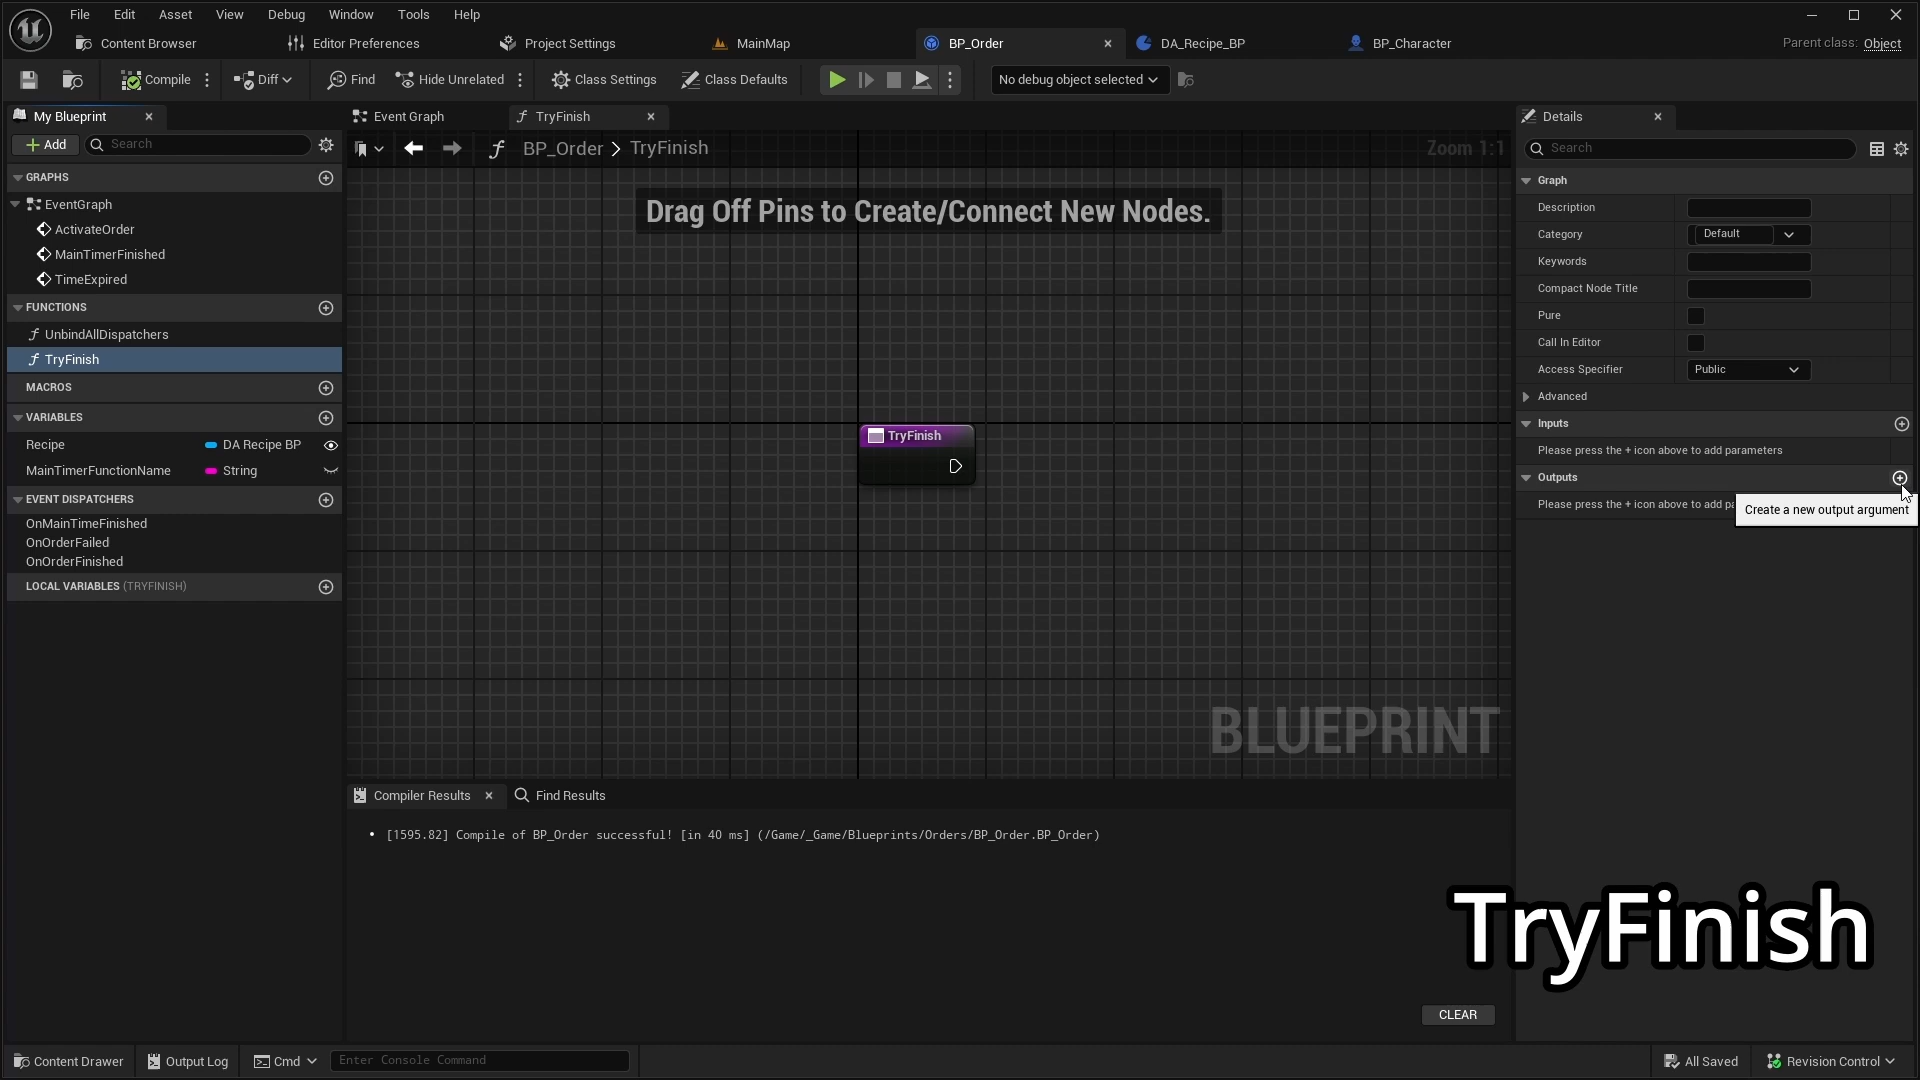 File Edit Asset View Debug Window Tools Help
Content Browser Editor Preferences Project Settings MainMap BP_Order DA_Recipe_BP BP_Character Parent class: Object
Compile Diff Find Hide Unrelated Class Settings Class Defaults No debug object selected
My Blueprint Event Graph TryFinish Details
Add Search
BP_Order > TryFinish Zoom 1:1
Search
GRAPHS
EventGraph
ActivateOrder
MainTimerFinished
TimeExpired
FUNCTIONS
UnbindAllDispatchers
TryFinish
MACROS
VARIABLES
Recipe DA Recipe BP
MainTimerFunctionName String
EVENT DISPATCHERS
OnMainTimeFinished
OnOrderFailed
OnOrderFinished
LOCAL VARIABLES (TRYFINISH)
Drag Off Pins to Create/Connect New Nodes.
TryFinish
BLUEPRINT
Graph
Description
Category Default
Keywords
Compact Node Title
Pure
Call In Editor
Access Specifier Public
Advanced
Inputs
Please press the + icon above to add parameters
Outputs
Please press the + icon above to add pa
Create a new output argument
Compiler Results Find Results
[1595.82] Compile of BP_Order successful! [in 40 ms] (/Game/_Game/Blueprints/Orders/BP_Order.BP_Order)
TryFinish
CLEAR
Content Drawer Output Log Cmd Enter Console Command All Saved Revision Control